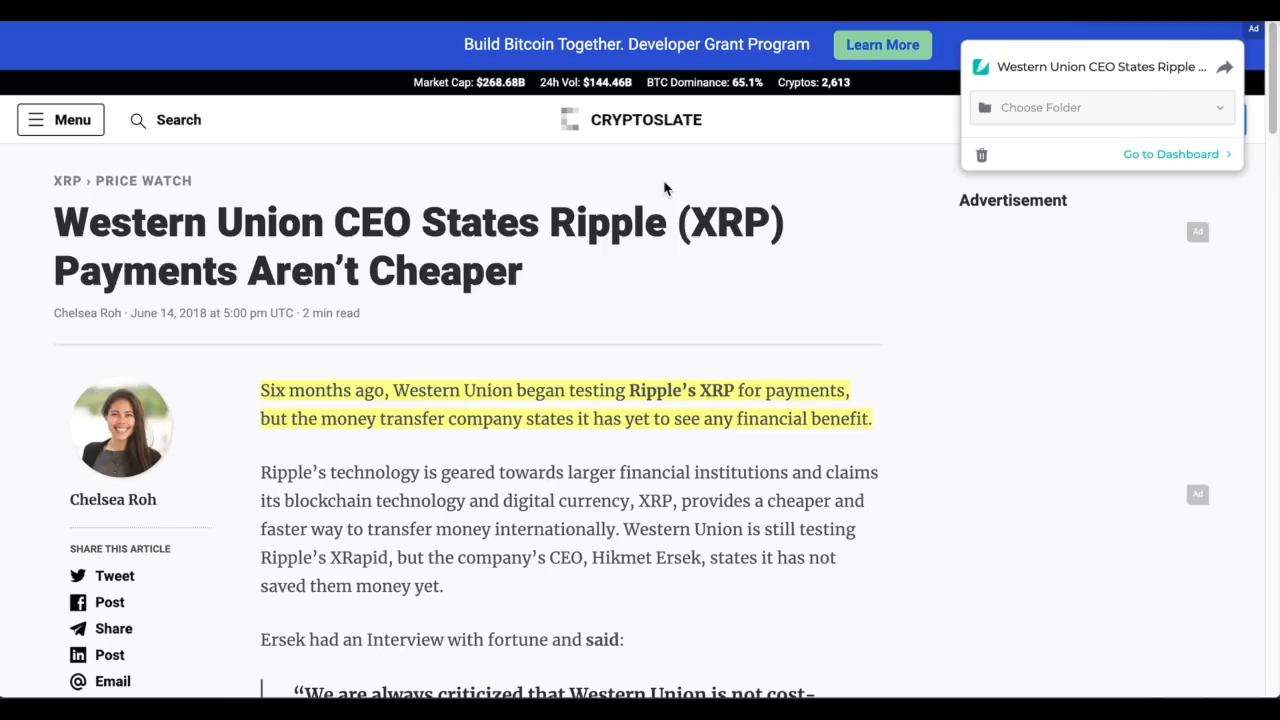 Build Bitcoin Together. Developer Grant Program
Learn More
Ad
Market Cap: $268.68B 24h Vol: $144.46B BTC Dominance: 65.1% Cryptos: 2,613
Western Union CEO States Ripple ...
Choose Folder
Go to Dashboard
Menu
Search
CRYPTOSLATE
XRP › PRICE WATCH
Western Union CEO States Ripple (XRP)
Payments Aren’t Cheaper
Chelsea Roh · June 14, 2018 at 5:00 pm UTC · 2 min read
Advertisement
Ad
Ad
Chelsea Roh
SHARE THIS ARTICLE
Tweet
Post
Share
Post
Email
Six months ago, Western Union began testing Ripple’s XRP for payments,
but the money transfer company states it has yet to see any financial benefit.
Ripple’s technology is geared towards larger financial institutions and claims
its blockchain technology and digital currency, XRP, provides a cheaper and
faster way to transfer money internationally. Western Union is still testing
Ripple’s XRapid, but the company’s CEO, Hikmet Ersek, states it has not
saved them money yet.
Ersek had an Interview with fortune and said:
“We are always criticized that Western Union is not cost-